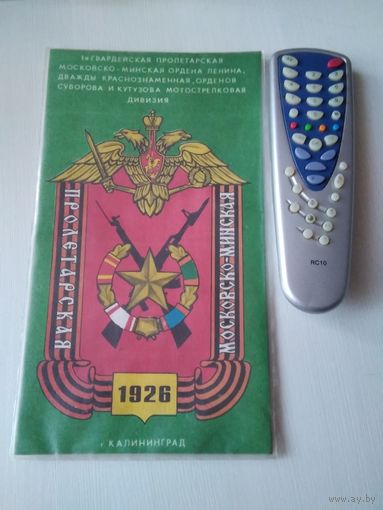 1я ГВАРДЕЙСКАЯ ПРОЛЕТАРСКАЯ
МОСКОВСКО-МИНСКАЯ ОРДЕНА ЛЕНИНА,
ДВАЖДЫ КРАСНОЗНАМЕННАЯ, ОРДЕНОВ
СУВОРОВА И КУТУЗОВА МОТОСТРЕЛКОВАЯ
ДИВИЗИЯ
ПРОЛЕТАРСКАЯ
МОСКОВСКО-МИНСКАЯ
1926
г КАЛИНИНГРАД
RC10
www.ay.by